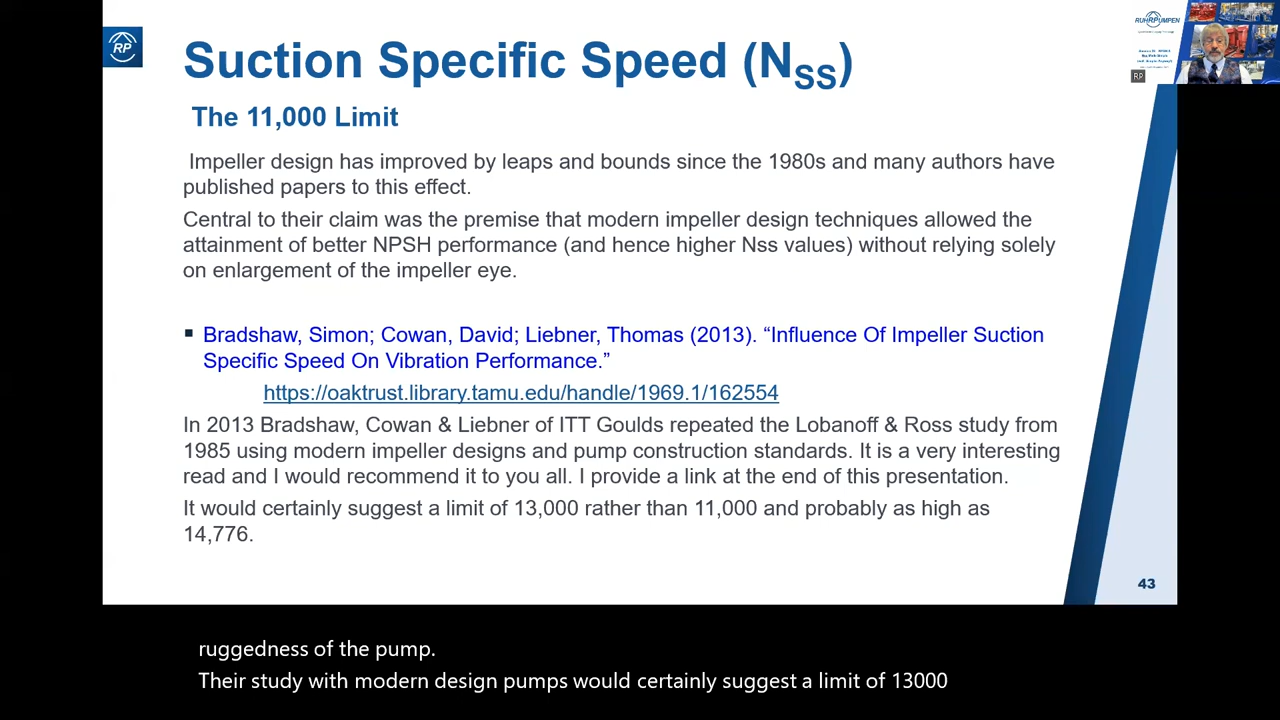 RP
Suction Specific Speed (NSS)
RUHRPUMPEN
The 11,000 Limit
RP
Impeller design has improved by leaps and bounds since the 1980s and many authors have
published papers to this effect.
Central to their claim was the premise that modern impeller design techniques allowed the
attainment of better NPSH performance (and hence higher Nss values) without relying solely
on enlargement of the impeller eye.
▪ Bradshaw, Simon; Cowan, David; Liebner, Thomas (2013). “Influence Of Impeller Suction
Specific Speed On Vibration Performance.”
https://oaktrust.library.tamu.edu/handle/1969.1/162554
In 2013 Bradshaw, Cowan & Liebner of ITT Goulds repeated the Lobanoff & Ross study from
1985 using modern impeller designs and pump construction standards. It is a very interesting
read and I would recommend it to you all. I provide a link at the end of this presentation.
It would certainly suggest a limit of 13,000 rather than 11,000 and probably as high as
14,776.
43
ruggedness of the pump.
Their study with modern design pumps would certainly suggest a limit of 13000